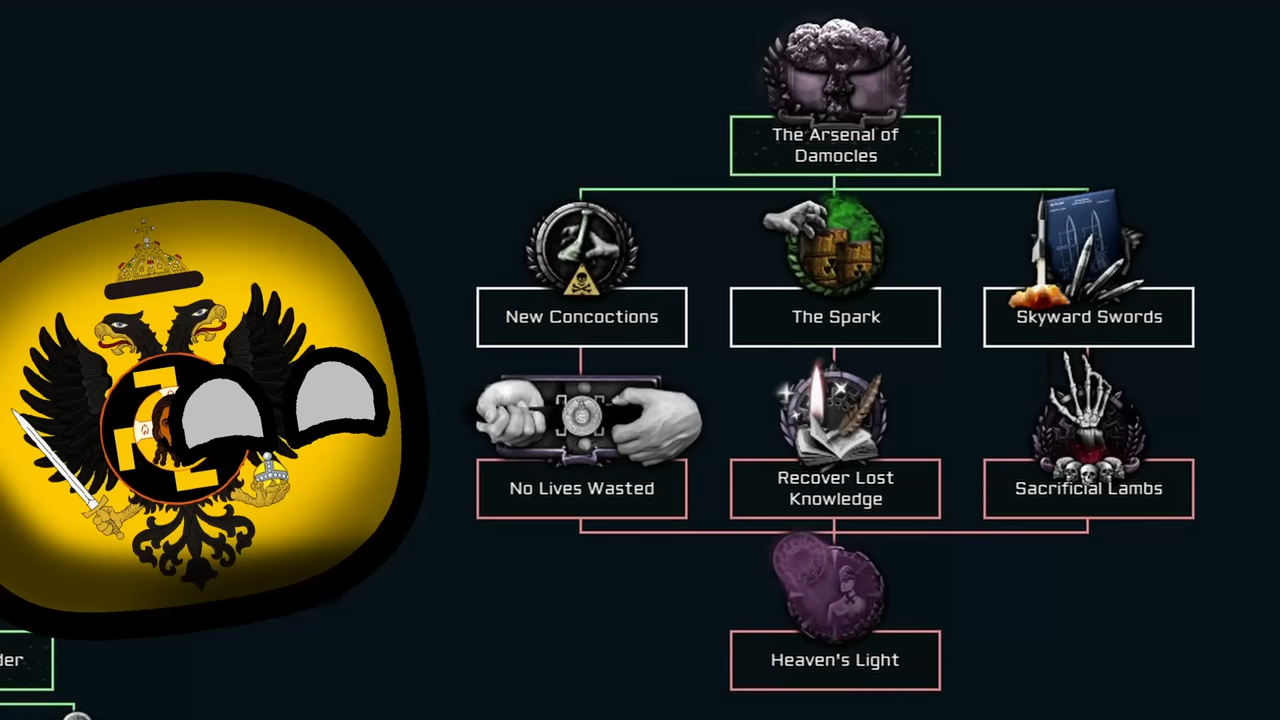 The Arsenal of
Damocles
New Concoctions
The Spark
Skyward Swords
No Lives Wasted
Recover Lost
Knowledge
Sacrificial Lambs
Heaven's Light
der